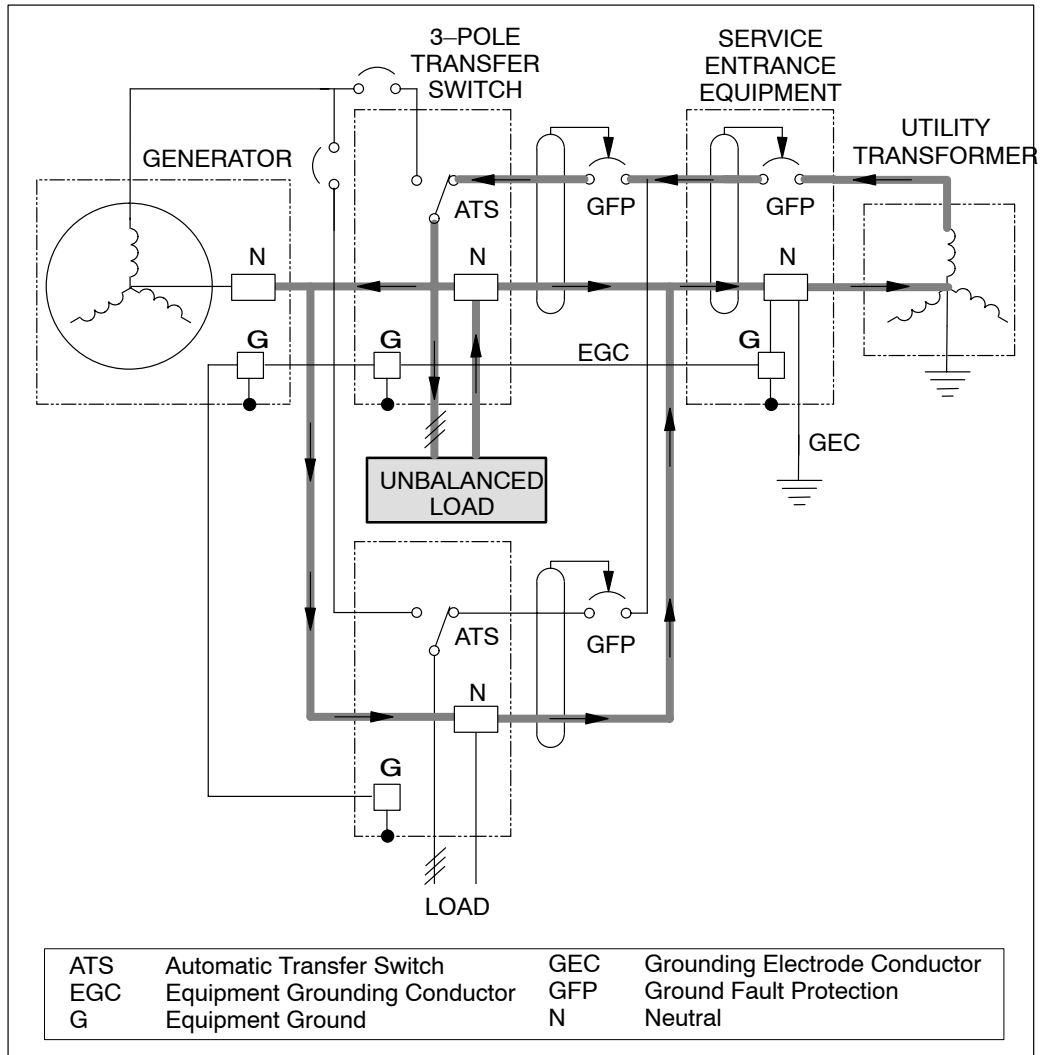 3–POLE
TRANSFER
SWITCH
SERVICE
ENTRANCE
EQUIPMENT
UTILITY
TRANSFORMER
GENERATOR
ATS
GFP
GFP
N
N
N
G
G
EGC
G
GEC
UNBALANCED
LOAD
ATS
GFP
N
G
LOAD
ATS Automatic Transfer Switch GEC Grounding Electrode Conductor
EGC Equipment Grounding Conductor GFP Ground Fault Protection
G Equipment Ground N Neutral